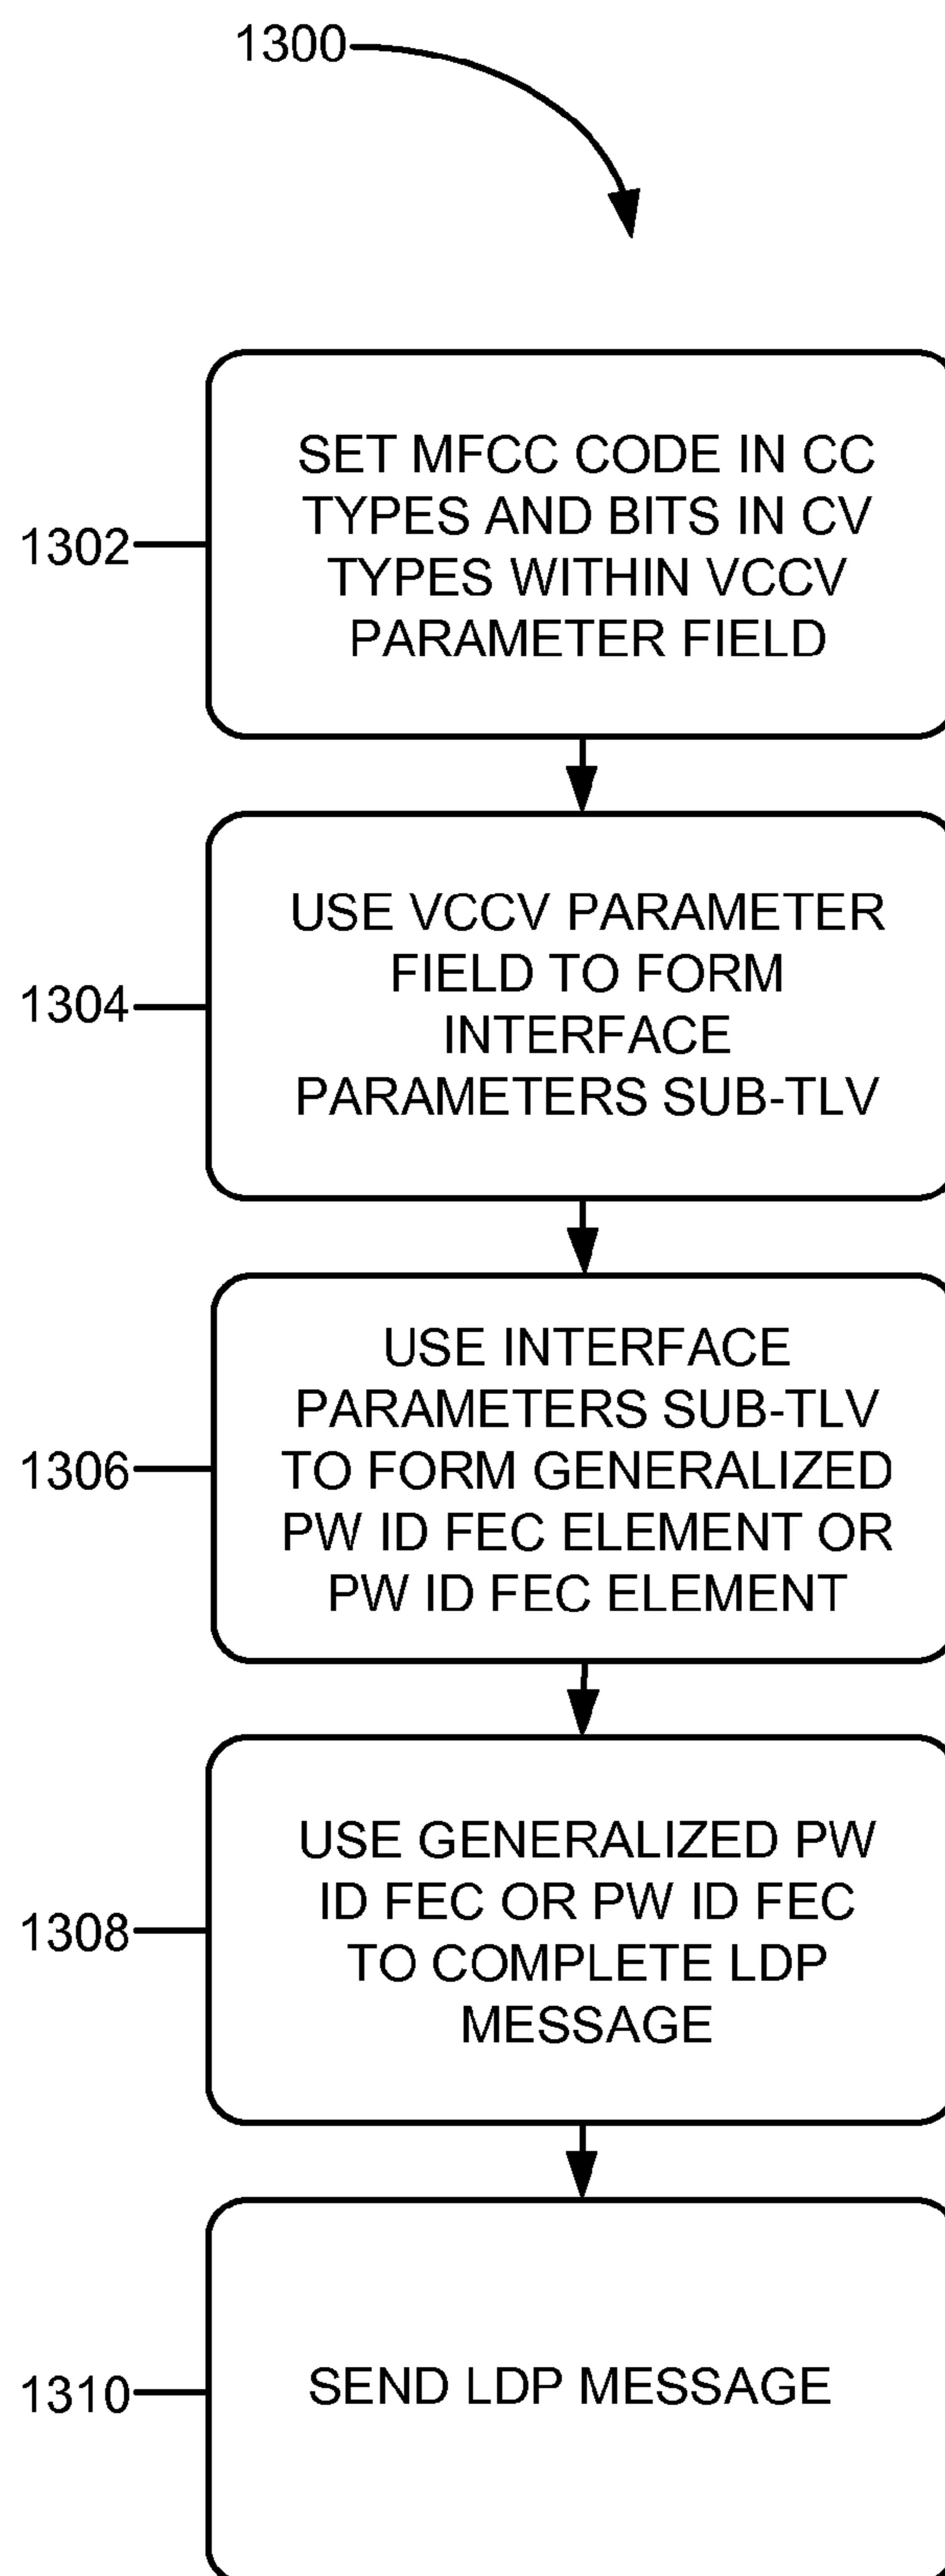 1300
1302
SET MFCC CODE IN CC
TYPES AND BITS IN CV
TYPES WITHIN VCCV
PARAMETER FIELD
1304
USE VCCV PARAMETER
FIELD TO FORM
INTERFACE
PARAMETERS SUB-TLV
1306
USE INTERFACE
PARAMETERS SUB-TLV
TO FORM GENERALIZED
PW ID FEC ELEMENT OR
PW ID FEC ELEMENT
1308
USE GENERALIZED PW
ID FEC OR PW ID FEC
TO COMPLETE LDP
MESSAGE
1310
SEND LDP MESSAGE